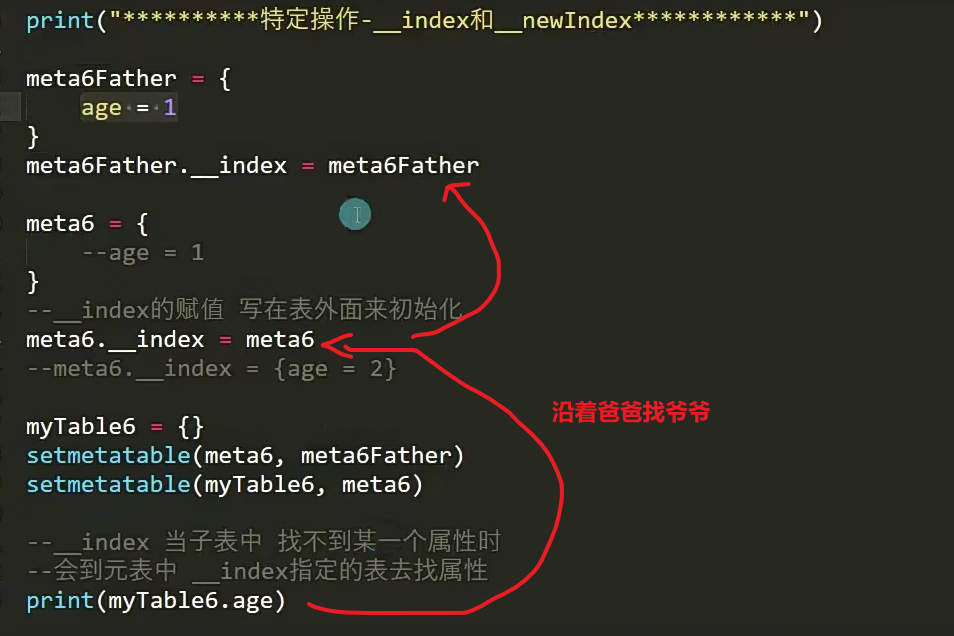 print("**********特定操作-__index和__newIndex************")
meta6Father = {
age = 1
}
meta6Father.__index = meta6Father
meta6 = {
--age = 1
}
--__index的赋值 写在表外面来初始化
meta6.__index = meta6
--meta6.__index = {age = 2}
沿着爸爸找爷爷
myTable6 = {}
setmetatable(meta6, meta6Father)
setmetatable(myTable6, meta6)
--__index 当子表中 找不到某一个属性时
--会到元表中 __index指定的表去找属性
print(myTable6.age)